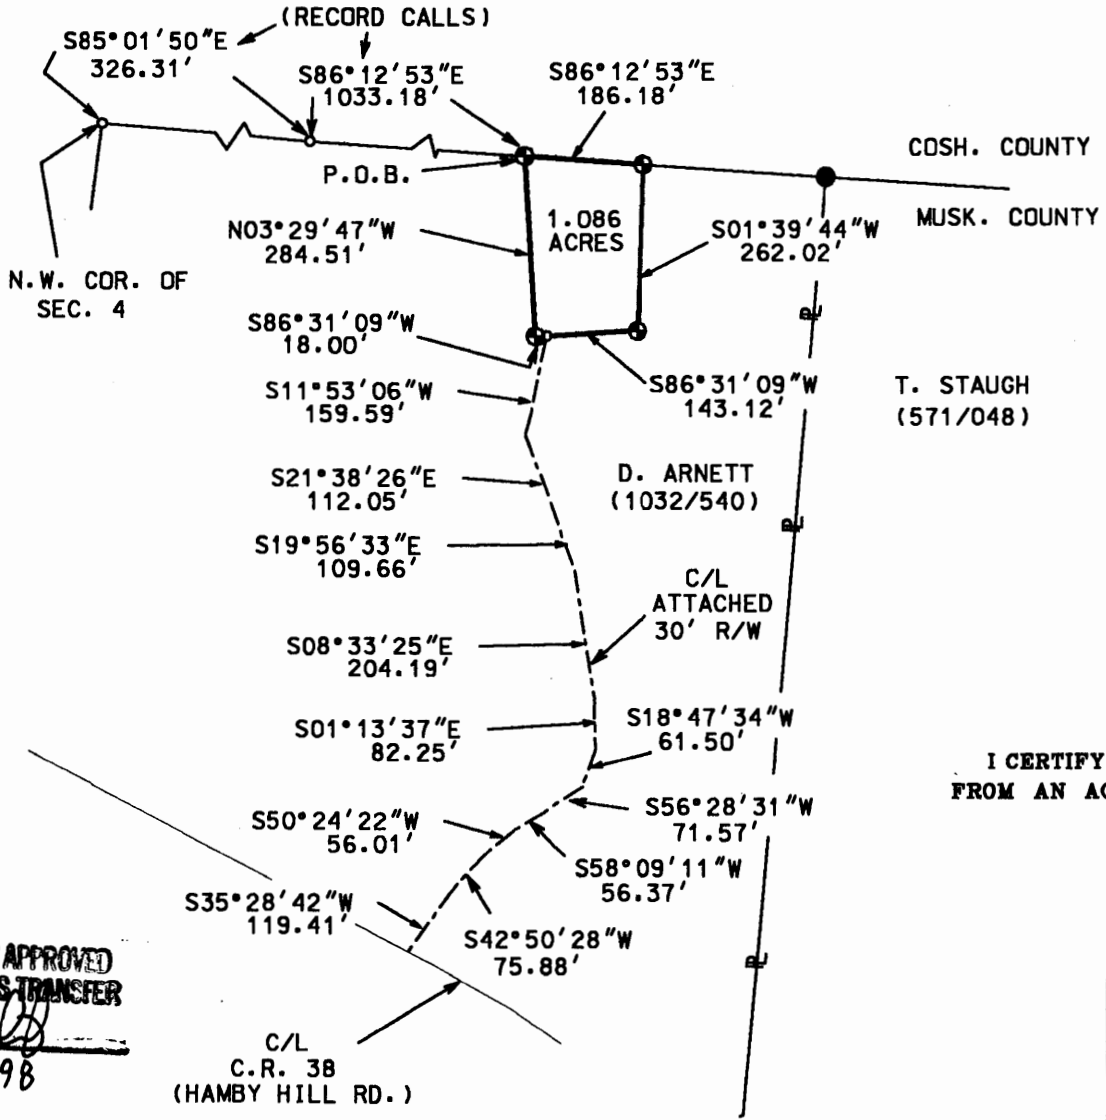 (RECORD CALLS)
S85°01'50"E
326.31'
S86°12'53"E
1033.18'
S86°12'53"E
186.18'
COSH. COUNTY
P.O.B.
MUSK. COUNTY
N03°29'47"W
284.51'
1.086
ACRES
S01°39'44"W
262.02'
N.W. COR. OF
SEC. 4
S86°31'09"W
18.00'
S11°53'06"W
159.59'
S86°31'09"W
143.12'
T. STAUGH
(571/048)
S21°38'26"E
112.05'
D. ARNETT
(1032/540)
S19°56'33"E
109.66'
C/L
ATTACHED
30' R/W
S08°33'25"E
204.19'
S01°13'37"E
82.25'
S18°47'34"W
61.50'
I CERTIFY
FROM AN AC
S50°24'22"W
56.01'
S56°28'31"W
71.57'
S58°09'11"W
56.37'
S35°28'42"W
119.41'
S42°50'28"W
75.88'
APPROVED
S TRANSFER
98
C/L
C.R. 38
(HAMBY HILL RD.)
PL
PL
PL